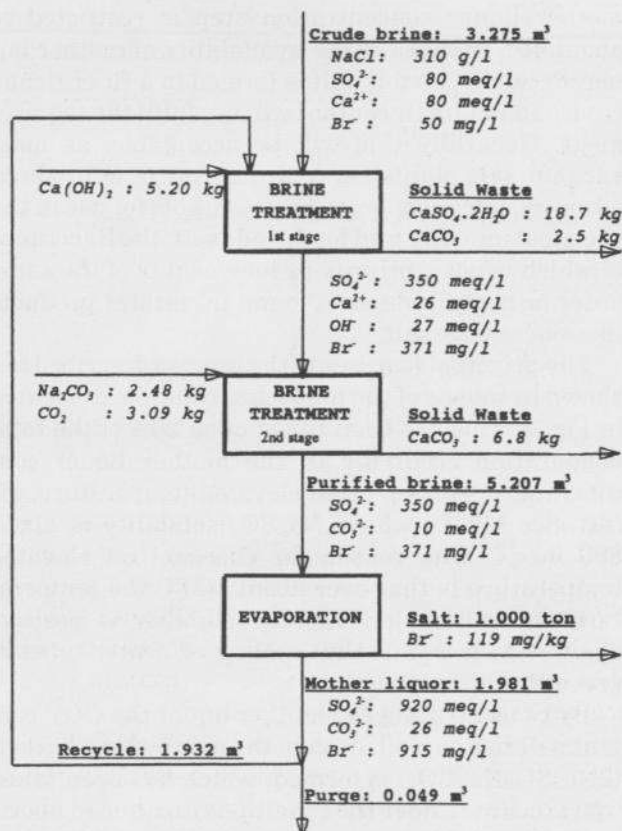 Crude brine: 3.275 m³
NaCl: 310 g/l
SO₄²⁻: 80 meq/l
Ca²⁺: 80 meq/l
Br⁻: 50 mg/l
Ca(OH)₂ : 5.20 kg
BRINE
TREATMENT
1st stage
Solid Waste
CaSO₄.2H₂O : 18.7 kg
CaCO₃ : 2.5 kg
SO₄²⁻: 350 meq/l
Ca²⁺: 26 meq/l
OH⁻: 27 meq/l
Br⁻: 371 mg/l
Na₂CO₃ : 2.48 kg
CO₂ : 3.09 kg
BRINE
TREATMENT
2nd stage
Solid Waste
CaCO₃ : 6.8 kg
Purified brine: 5.207 m³
SO₄²⁻: 350 meq/l
CO₃²⁻: 10 meq/l
Br⁻: 371 mg/l
EVAPORATION
Salt: 1.000 ton
Br⁻: 119 mg/kg
Mother liquor: 1.981 m³
SO₄²⁻: 920 meq/l
CO₃²⁻: 26 meq/l
Br⁻: 915 mg/l
Recycle: 1.932 m³
Purge: 0.049 m³